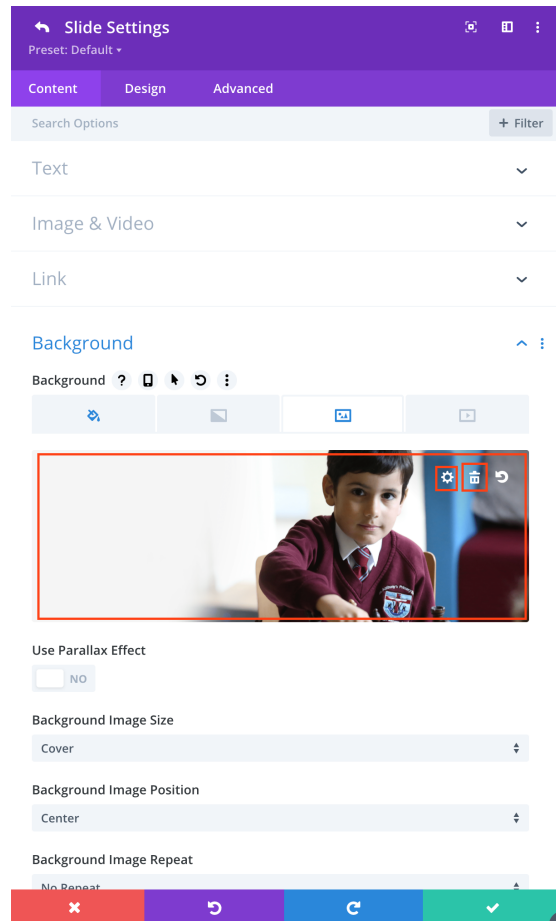 Slide Settings
Preset: Default
Content Design Advanced
Search Options + Filter
Text
Image & Video
Link
Background
Background ?
Use Parallax Effect
NO
Background Image Size
Cover
Background Image Position
Center
Background Image Repeat
No Repeat